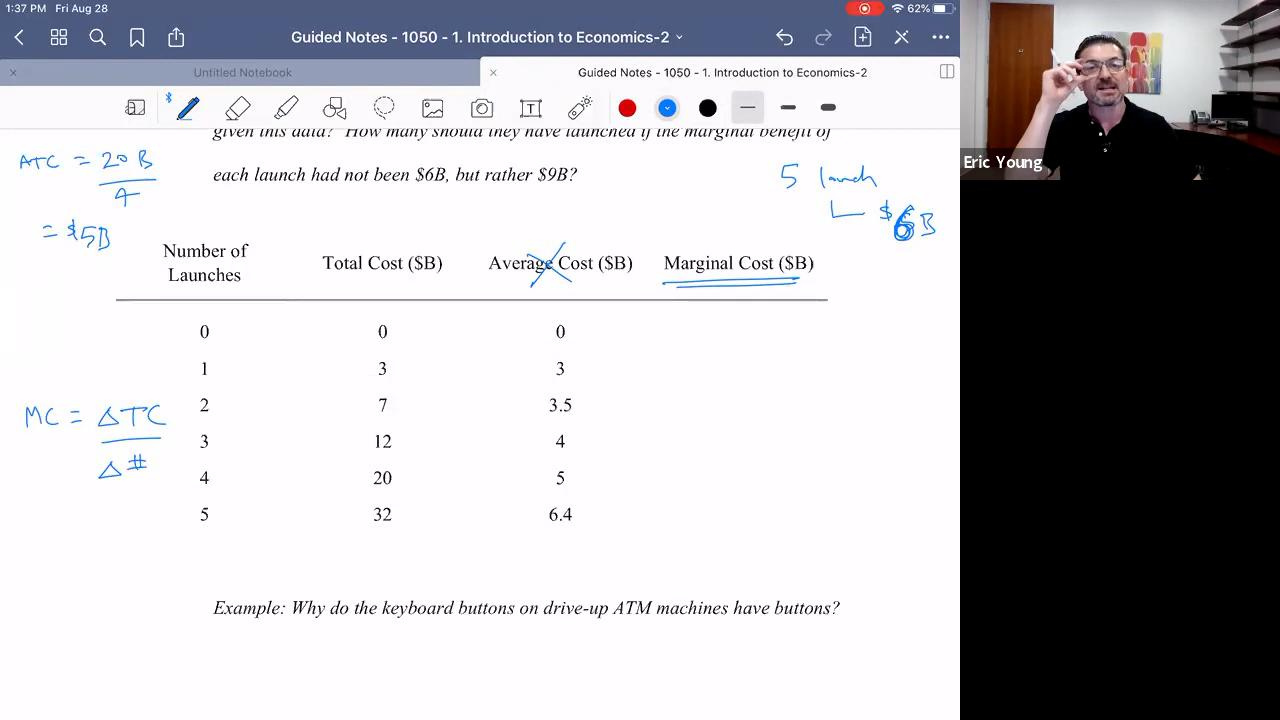 1:37 PM Fri Aug 28
62%
Guided Notes - 1050 - 1. Introduction to Economics-2
Untitled Notebook
Guided Notes - 1050 - 1. Introduction to Economics-2
given this data? How many should they have launched if the marginal benefit of
each launch had not been $6B, but rather $9B?
ATC = 20 B
4
= $5B
5 launch
$6B
Number of Launches Total Cost ($B) Average Cost ($B) Marginal Cost ($B)
0 0 0
1 3 3
2 7 3.5
3 12 4
4 20 5
5 32 6.4
MC = ΔTC
Δ#
Example: Why do the keyboard buttons on drive-up ATM machines have buttons?
Eric Young